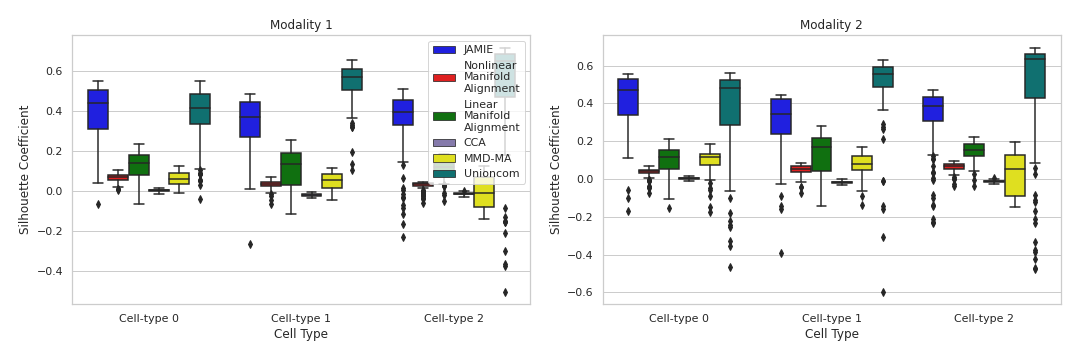 Modality 1
Silhouette Coefficient
0.6
0.4
0.2
0.0
−0.2
−0.4
JAMIE
Nonlinear
Manifold
Alignment
Linear
Manifold
Alignment
CCA
MMD-MA
Unioncom
Cell-type 0
Cell-type 1
Cell-type 2
Cell Type
Modality 2
Silhouette Coefficient
0.6
0.4
0.2
0.0
−0.2
−0.4
−0.6
Cell-type 0
Cell-type 1
Cell-type 2
Cell Type